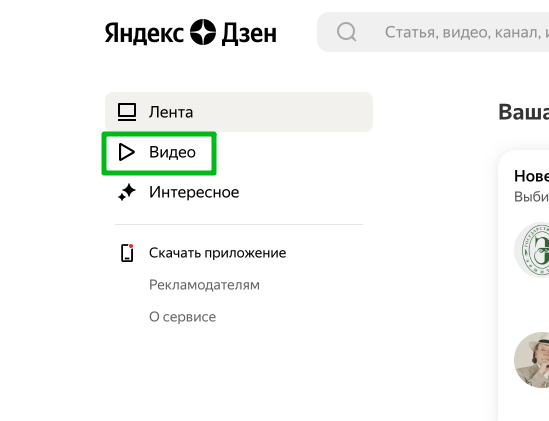 Яндекс Дзен
Статья, видео, канал, и
Лента
Видео
Интересное
Скачать приложение
Рекламодателям
О сервисе
Ваша
Нове
Выби